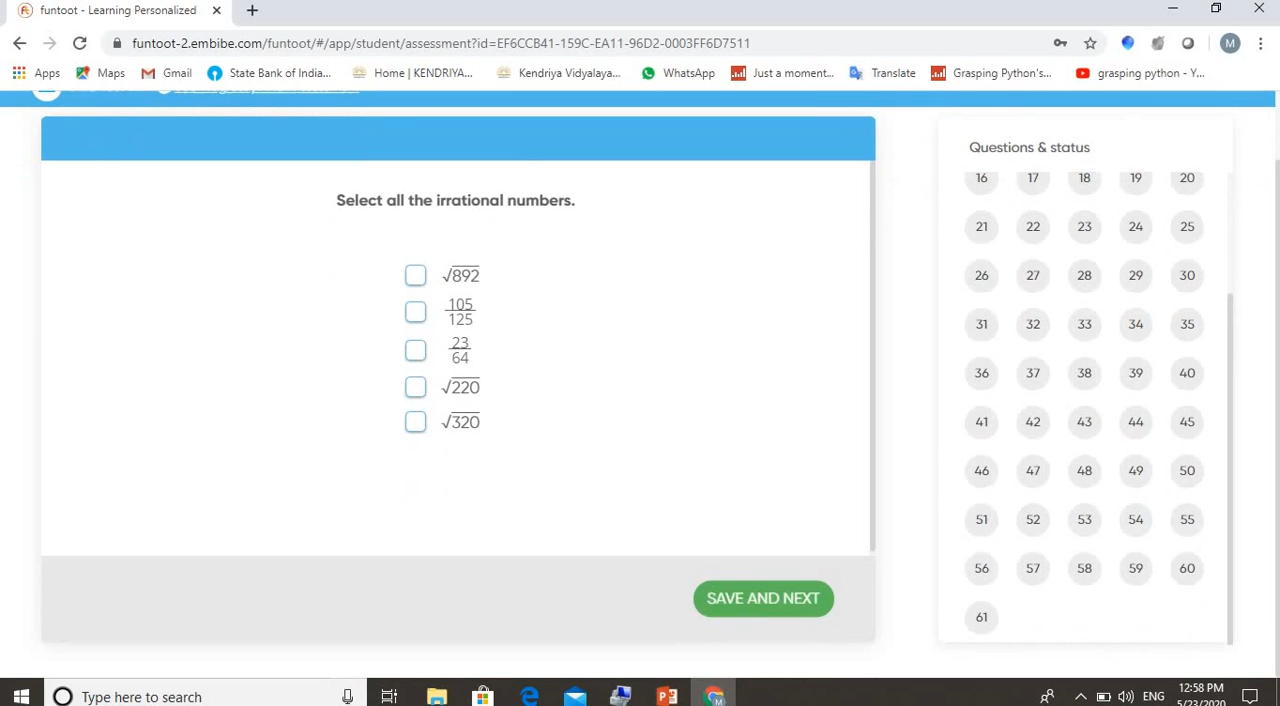 funtoot - Learning Personalized
funtoot-2.embibe.com/funtoot/#/app/student/assessment?id=EF6CCB41-159C-EA11-96D2-0003FF6D7511
M
Apps Maps Gmail State Bank of India... Home | KENDRIYA... Kendriya Vidyalaya... WhatsApp Just a moment... Translate Grasping Python's... grasping python - Y...
Select all the irrational numbers.
√892
105
125
23
64
√220
√320
SAVE AND NEXT
Questions & status
16 17 18 19 20
21 22 23 24 25
26 27 28 29 30
31 32 33 34 35
36 37 38 39 40
41 42 43 44 45
46 47 48 49 50
51 52 53 54 55
56 57 58 59 60
61
Type here to search
ENG
12:58 PM
5/23/2020